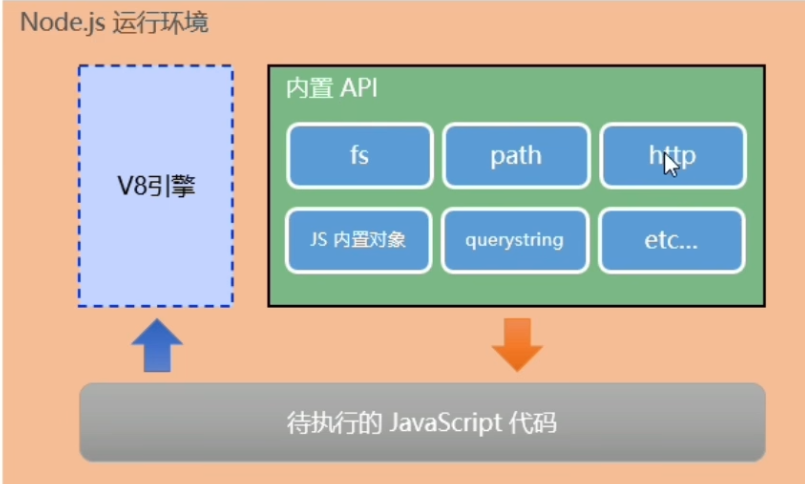 Node.js 运行环境
内置 API
V8引擎
fs
path
http
JS 内置对象
querystring
etc...
待执行的 JavaScript 代码